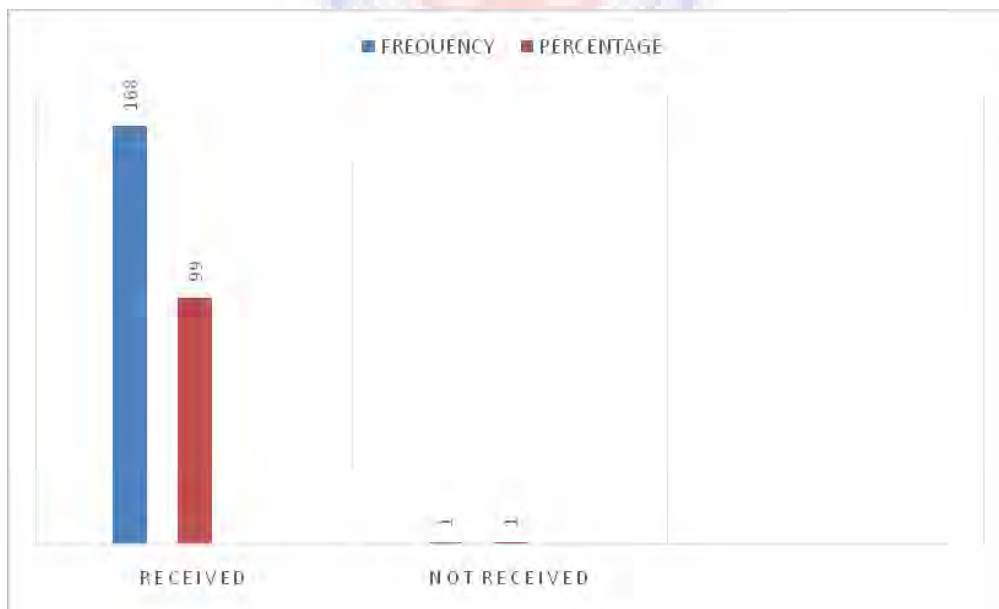 FREQUENCY PERCENTAGE
168
99
1 1
RECEIVED NOT RECEIVED